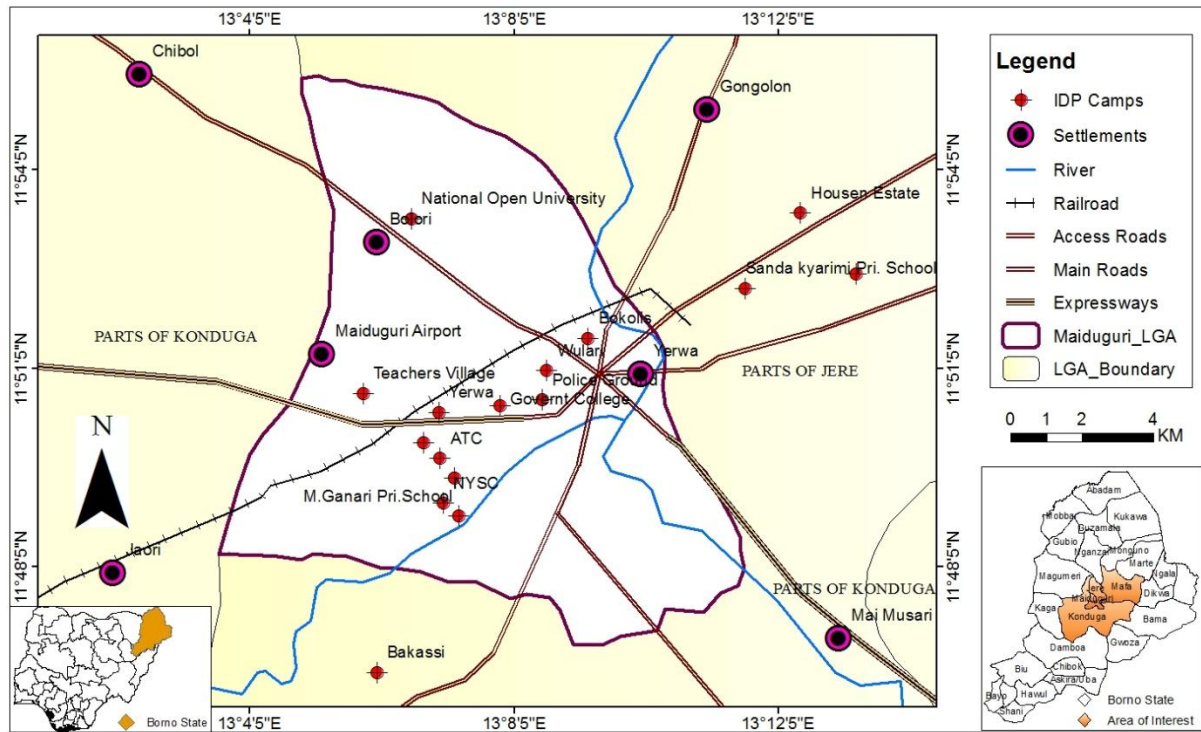 13°4'5"E
13°8'5"E
13°12'5"E
Chibol
Gongolon
11°54'5"N
11°54'5"N
National Open University
Housen Estate
Bolori
Sanda kyarimi Pri. School
Bokolis
PARTS OF KONDUGA
Maiduguri Airport
Wulari
Yerwa
11°51'5"N
11°51'5"N
PARTS OF JERE
Teachers Village
Police Ground
Yerwa
Governt College
N
ATC
NYSC
M.Ganari Pri.School
Jaori
11°48'5"N
11°48'5"N
PARTS OF KONDUGA
Mai Musari
Bakassi
13°4'5"E
13°8'5"E
13°12'5"E
Borno State
Legend
IDP Camps
Settlements
River
Railroad
Access Roads
Main Roads
Expressways
Maiduguri_LGA
LGA_Boundary
0 2 4
KM
Abadam
Mobbar
Kukawa
Guzamala
Gubio
Nganzai
Monguno
Marte
Magumeri
Ngala
Jere
Mafa
Maiduguri
Dikwa
Kaga
Konduga
Bama
Damboa
Gwoza
Biu
Chibok
Askira/Uba
Bayo
Hawul
Shani
Borno State
Area of Interest